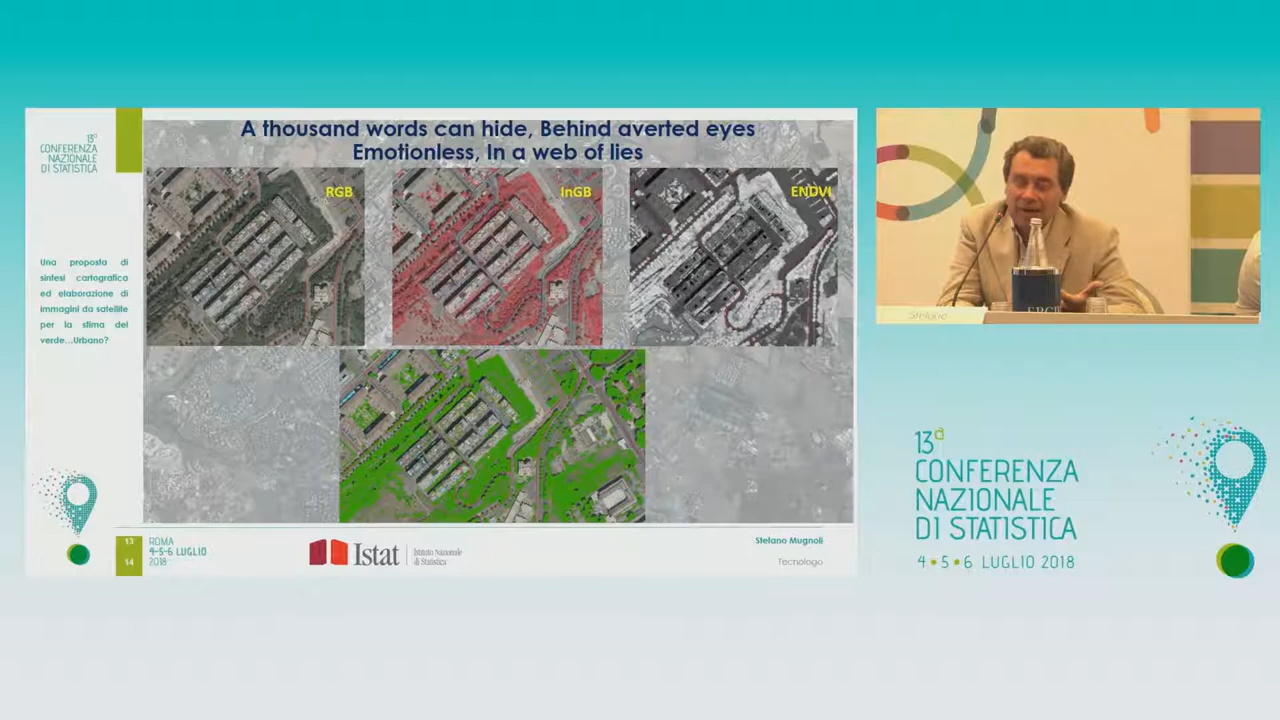 13ª
CONFERENZA
NAZIONALE
DI STATISTICA
A thousand words can hide, Behind averted eyes
Emotionless, In a web of lies
RGB
InGB
ENDVI
Una proposta di
sintesi cartografica
ed elaborazione di
immagini da satellite
per la stima del
verde...Urbano?
13
14
ROMA
4-5-6 LUGLIO
2018
Istat
Istituto Nazionale
di Statistica
Stefano Mugnoli
Tecnologo
Stefano
13ª
CONFERENZA
NAZIONALE
DI STATISTICA
4 • 5 • 6 LUGLIO 2018